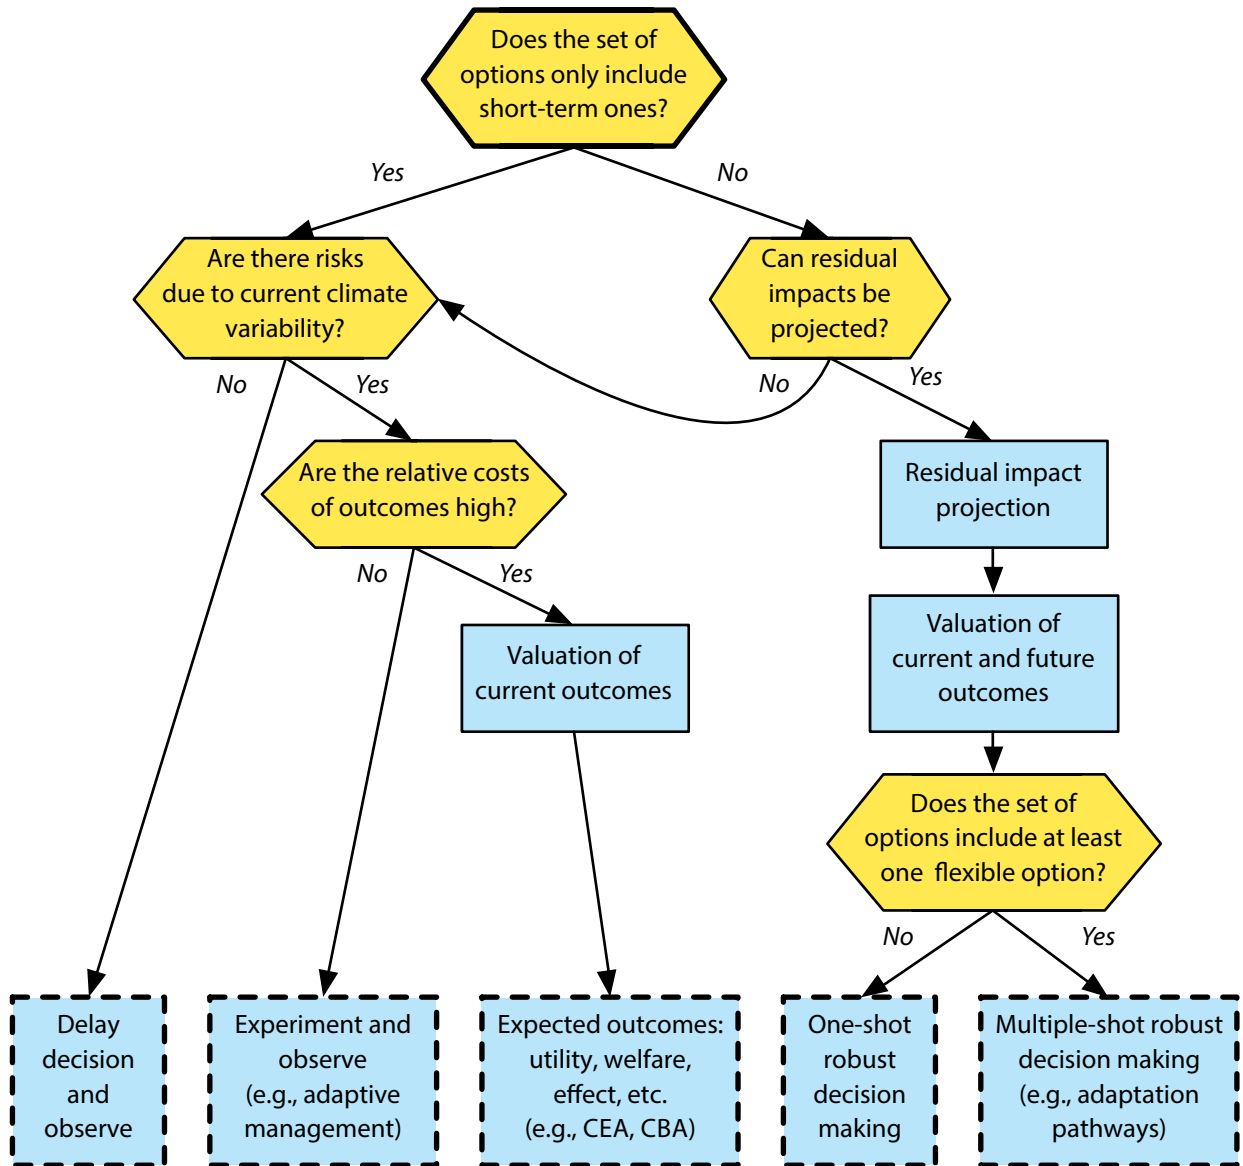 Does the set of
options only include
short-term ones?
Yes
No
Are there risks
due to current climate
variability?
Can residual
impacts be
projected?
No
Yes
No
Yes
Are the relative costs
of outcomes high?
Residual impact
projection
No
Yes
Valuation of
current outcomes
Valuation of
current and future
outcomes
Does the set of
options include at least
one flexible option?
No
Yes
Delay
decision
and
observe
Experiment and
observe
(e.g., adaptive
management)
Expected outcomes:
utility, welfare,
effect, etc.
(e.g., CEA, CBA)
One-shot
robust
decision
making
Multiple-shot robust
decision making
(e.g., adaptation
pathways)